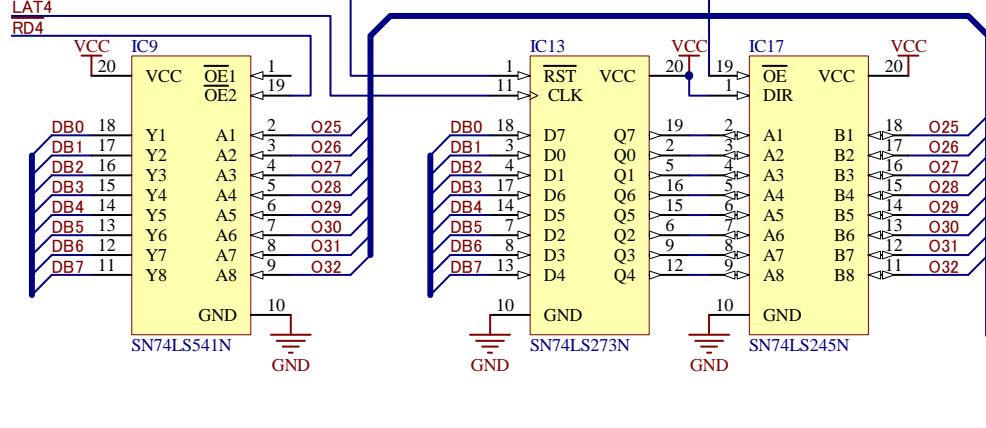 LAT4
RD4
VCC IC9 IC13 VCC IC17 VCC
20 VCC OE1 1 1 RST VCC 20 19 OE VCC 20
OE2 19 11 CLK 1 DIR
DB0 18 Y1 A1 2 O25 DB0 18 D7 Q7 19 2 A1 B1 18 O25
DB1 17 Y2 A2 3 O26 DB1 3 D0 Q0 2 3 A2 B2 17 O26
DB2 16 Y3 A3 4 O27 DB2 4 D1 Q1 5 4 A3 B3 16 O27
DB3 15 Y4 A4 5 O28 DB3 17 D6 Q6 16 5 A4 B4 15 O28
DB4 14 Y5 A5 6 O29 DB4 14 D5 Q5 15 6 A5 B5 14 O29
DB5 13 Y6 A6 7 O30 DB5 7 D2 Q2 6 7 A6 B6 13 O30
DB6 12 Y7 A7 8 O31 DB6 8 D3 Q3 9 8 A7 B7 12 O31
DB7 11 Y8 A8 9 O32 DB7 13 D4 Q4 12 9 A8 B8 11 O32
GND 10 10 GND 10 GND
SN74LS541N SN74LS273N SN74LS245N
GND GND GND